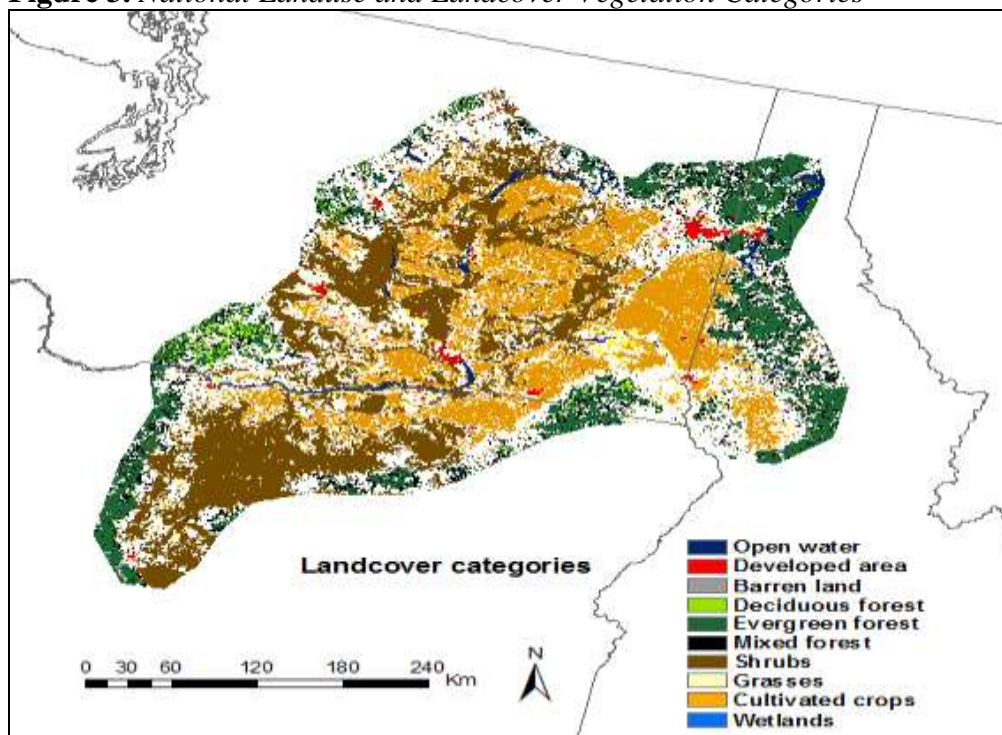 Figure 3. National Landuse and Landcover Vegetation Categories
Landcover categories
Open water
Developed area
Barren land
Deciduous forest
Evergreen forest
Mixed forest
Shrubs
Grasses
Cultivated crops
Wetlands
0 30 60 120 180 240
Km
N